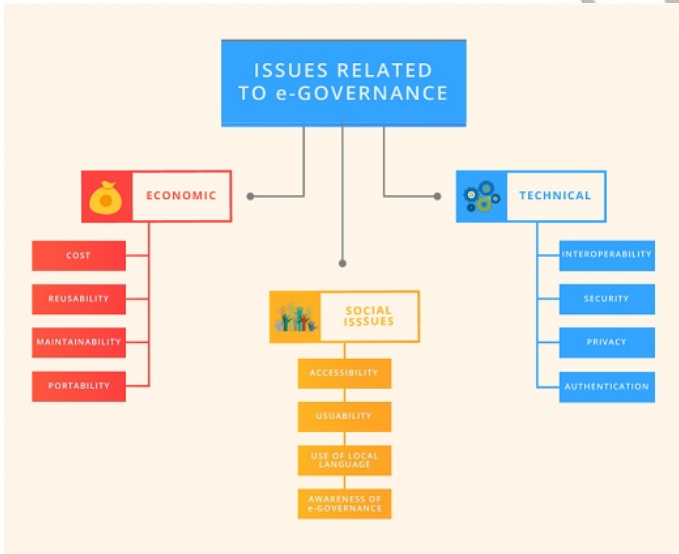 ISSUES RELATED
TO e-GOVERNANCE
ECONOMIC
COST
REUSABILITY
MAINTAINABILITY
PORTABILITY
SOCIAL
ISSSUES
ACCESSIBILITY
USUABILITY
USE OF LOCAL
LANGUAGE
AWARENESS OF
e-GOVERNANCE
TECHNICAL
INTEROPERABILITY
SECURITY
PRIVACY
AUTHENTICATION